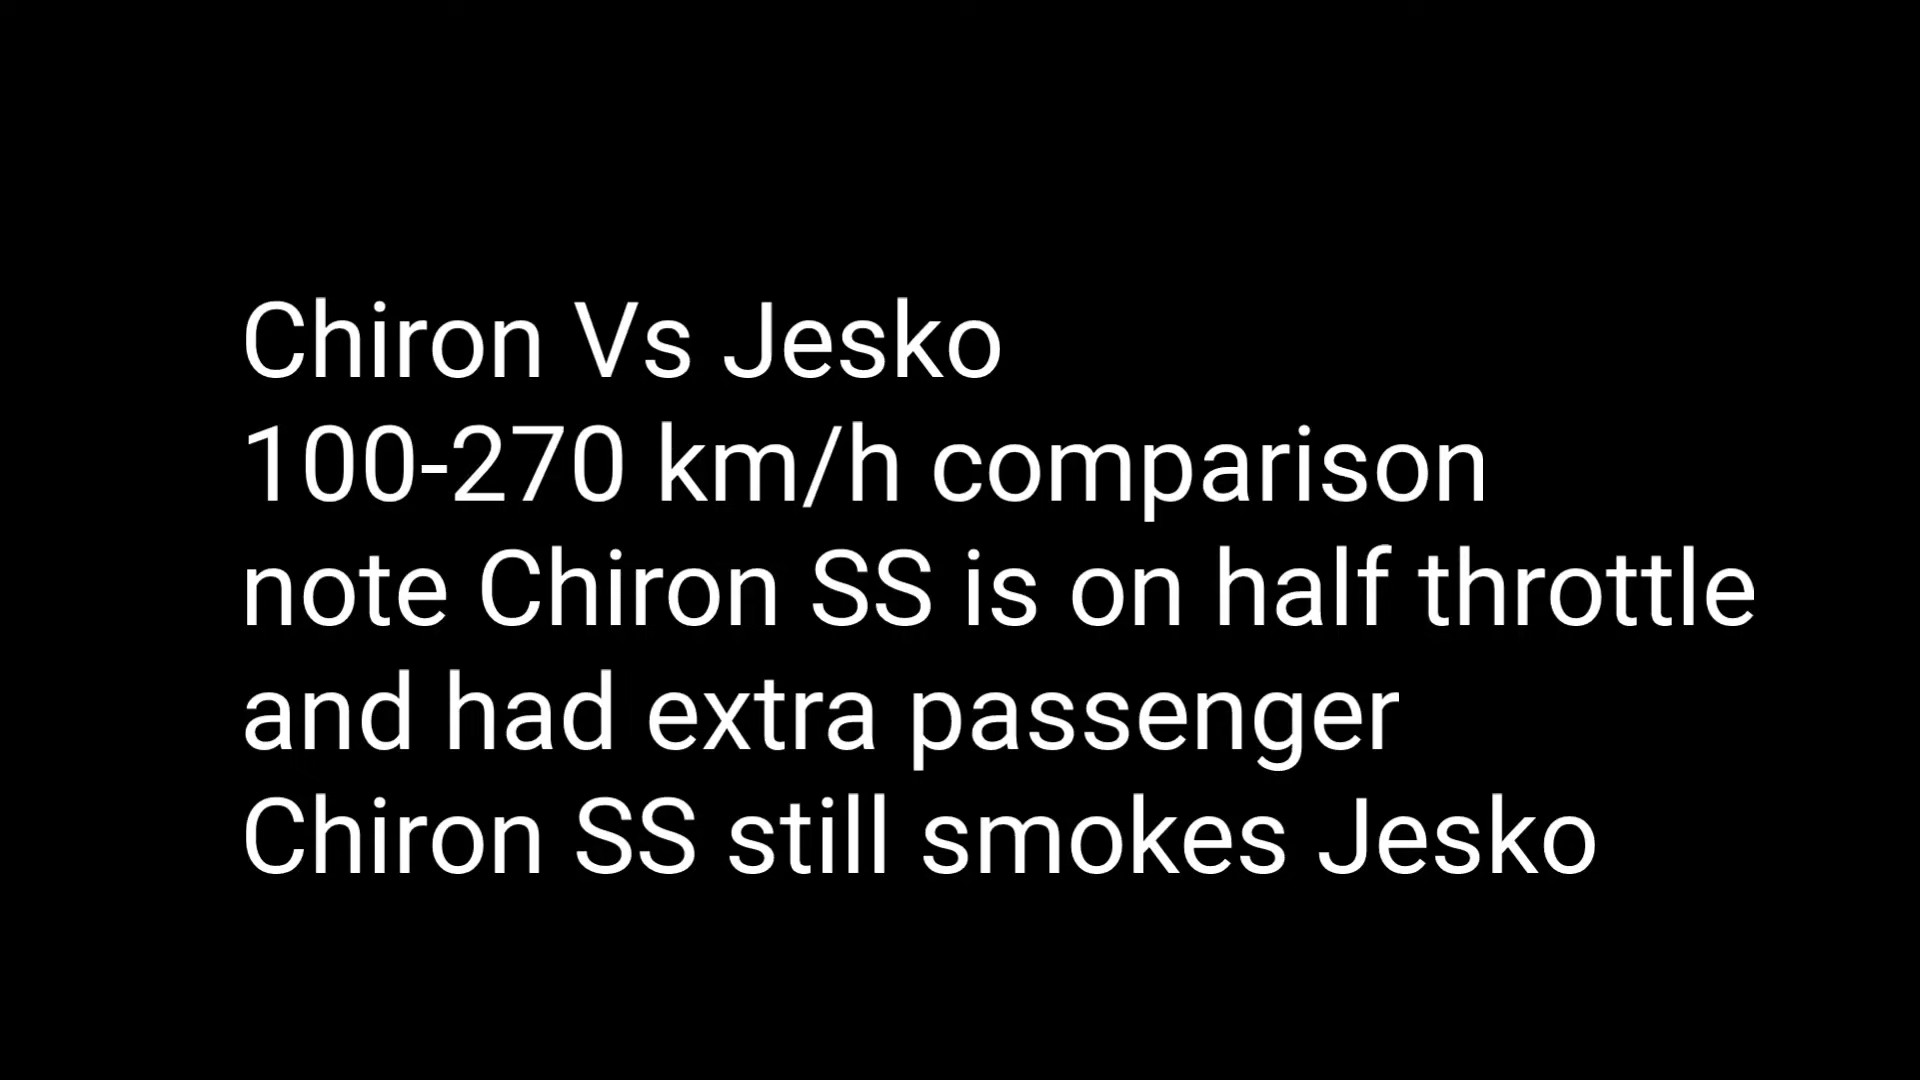 Chiron Vs Jesko
100-270 km/h comparison
note Chiron SS is on half throttle
and had extra passenger
Chiron SS still smokes Jesko